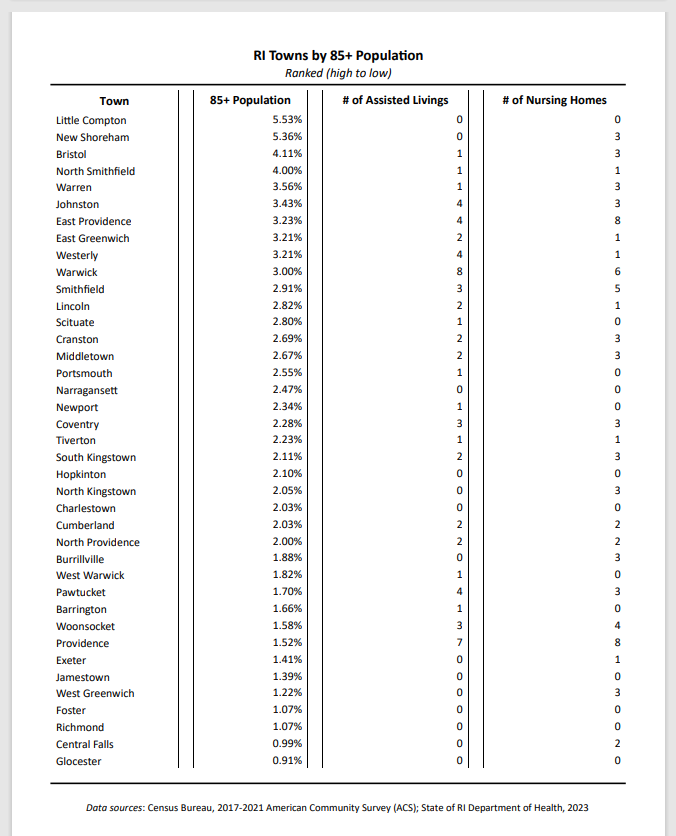 RI Towns by 85+ Population
Ranked (high to low)
Town 85+ Population # of Assisted Livings # of Nursing Homes
Little Compton 5.53% 0 0
New Shoreham 5.36% 0 3
Bristol 4.11% 1 3
North Smithfield 4.00% 1 1
Warren 3.56% 1 3
Johnston 3.43% 4 3
East Providence 3.23% 4 8
East Greenwich 3.21% 2 1
Westerly 3.21% 4 1
Warwick 3.00% 8 6
Smithfield 2.91% 3 5
Lincoln 2.82% 2 1
Scituate 2.80% 1 0
Cranston 2.69% 2 3
Middletown 2.67% 2 3
Portsmouth 2.55% 1 0
Narragansett 2.47% 0 0
Newport 2.34% 1 0
Coventry 2.28% 3 3
Tiverton 2.23% 1 1
South Kingstown 2.11% 2 3
Hopkinton 2.10% 0 0
North Kingstown 2.05% 0 3
Charlestown 2.03% 0 0
Cumberland 2.03% 2 2
North Providence 2.00% 2 2
Burrillville 1.88% 0 3
West Warwick 1.82% 1 0
Pawtucket 1.70% 4 3
Barrington 1.66% 1 0
Woonsocket 1.58% 3 4
Providence 1.52% 7 8
Exeter 1.41% 0 1
Jamestown 1.39% 0 0
West Greenwich 1.22% 0 3
Foster 1.07% 0 0
Richmond 1.07% 0 0
Central Falls 0.99% 0 2
Glocester 0.91% 0 0
Data sources: Census Bureau, 2017-2021 American Community Survey (ACS); State of RI Department of Health, 2023